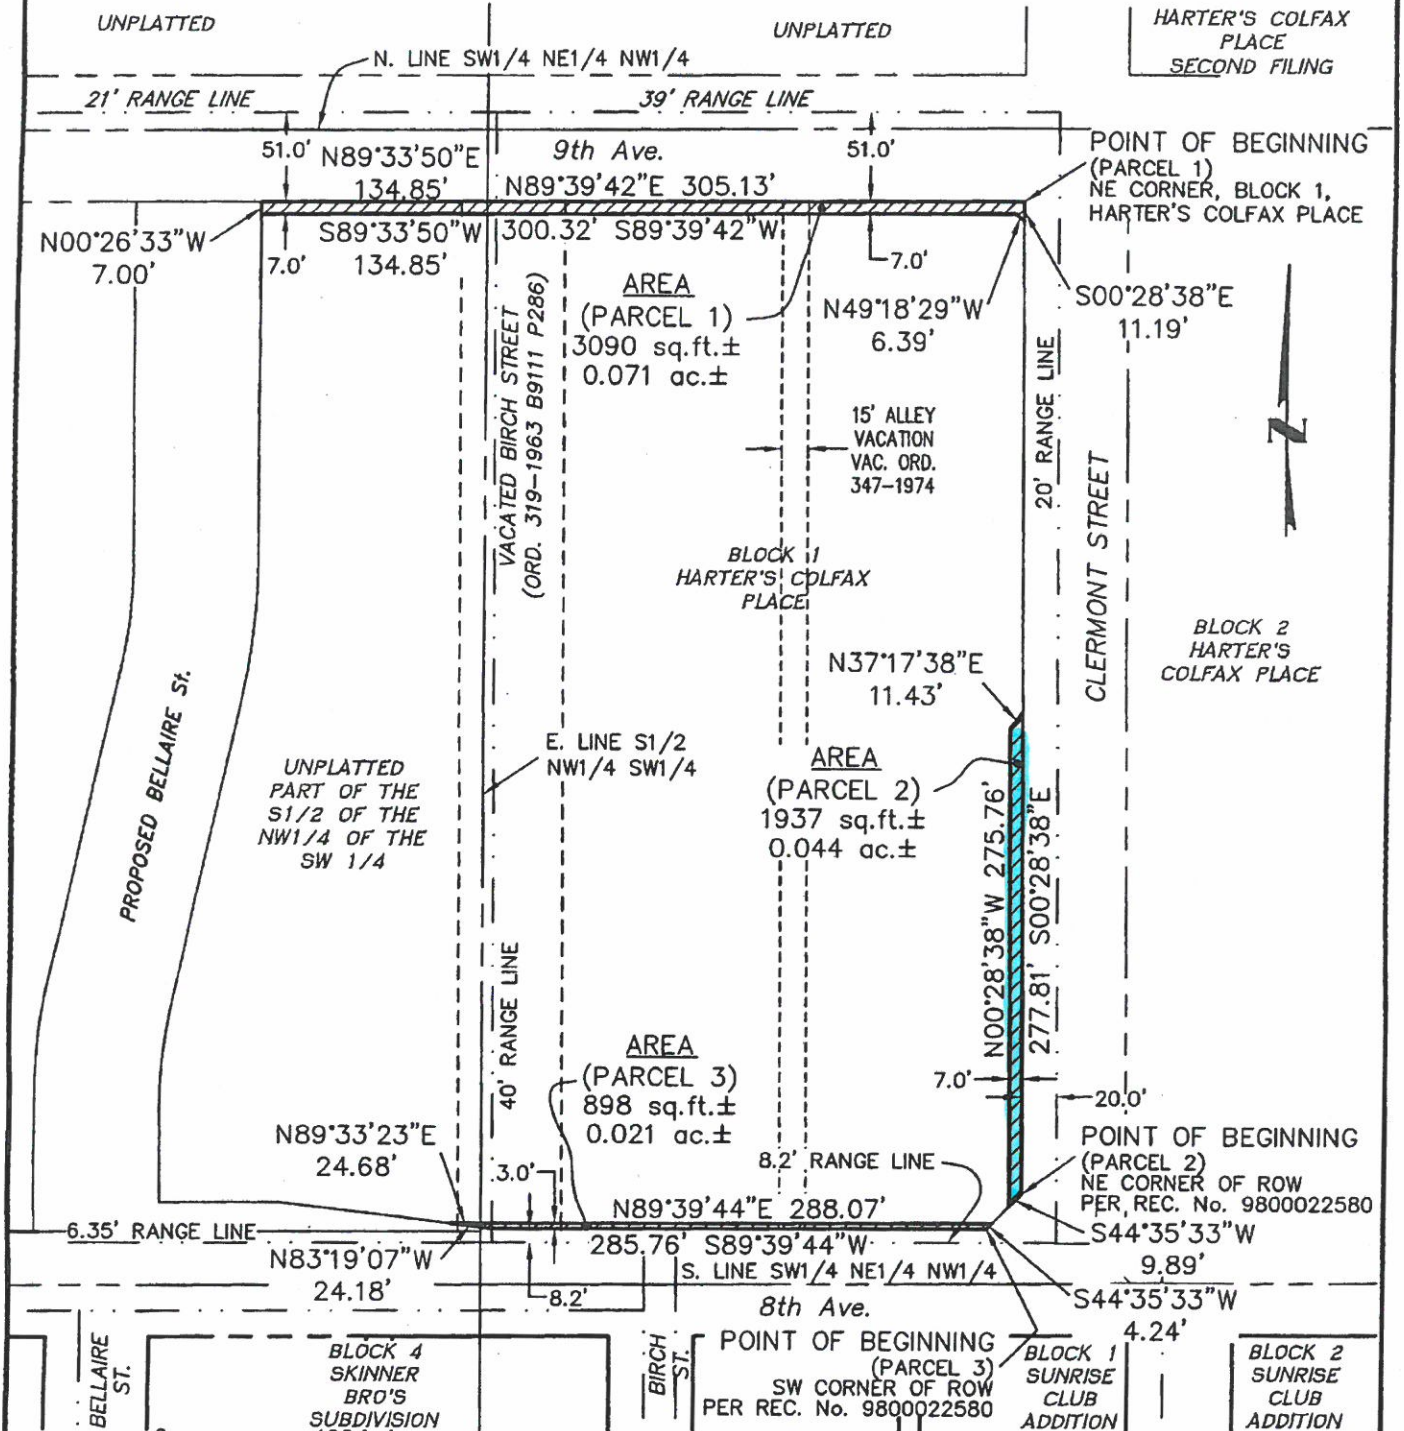 UNPLATTED
UNPLATTED
HARTER'S COLFAX
PLACE
SECOND FILING
N. LINE SW1/4 NE1/4 NW1/4
21' RANGE LINE
39' RANGE LINE
51.0'
N89°33'50"E
134.85'
9th Ave.
51.0'
N89°39'42"E 305.13'
POINT OF BEGINNING
(PARCEL 1)
NE CORNER, BLOCK 1,
HARTER'S COLFAX PLACE
N00°26'33"W
7.00'
7.0'
S89°33'50"W
134.85'
300.32' S89°39'42"W
7.0'
AREA
(PARCEL 1)
3090 sq.ft.±
0.071 ac.±
N49°18'29"W
6.39'
S00°28'38"E
11.19'
VACATED BIRCH STREET
(ORD. 319-1963 B9111 P286)
15' ALLEY
VACATION
VAC. ORD.
347-1974
20' RANGE LINE
CLERMONT STREET
N
BLOCK 1
HARTER'S COLFAX
PLACE
BLOCK 2
HARTER'S
COLFAX PLACE
N37°17'38"E
11.43'
PROPOSED BELLAIRE St.
UNPLATTED
PART OF THE
S1/2 OF THE
NW1/4 OF THE
SW 1/4
E. LINE S1/2
NW1/4 SW1/4
AREA
(PARCEL 2)
1937 sq.ft.±
0.044 ac.±
N00°28'38"W 275.76'
277.81' S00°28'38"E
40' RANGE LINE
AREA
(PARCEL 3)
898 sq.ft.±
0.021 ac.±
7.0'
20.0'
N89°33'23"E
24.68'
3.0'
8.2' RANGE LINE
POINT OF BEGINNING
(PARCEL 2)
NE CORNER OF ROW
PER REC. No. 9800022580
N89°39'44"E 288.07'
6.35' RANGE LINE
N83°19'07"W
24.18'
285.76' S89°39'44"W
S44°35'33"W
9.89'
S. LINE SW1/4 NE1/4 NW1/4
8.2'
8th Ave.
S44°35'33"W
4.24'
BELLAIRE
ST.
BLOCK 4
SKINNER
BRO'S
SUBDIVISION
BIRCH
ST.
POINT OF BEGINNING
(PARCEL 3)
SW CORNER OF ROW
PER REC. No. 9800022580
BLOCK 1
SUNRISE
CLUB
ADDITION
BLOCK 2
SUNRISE
CLUB
ADDITION